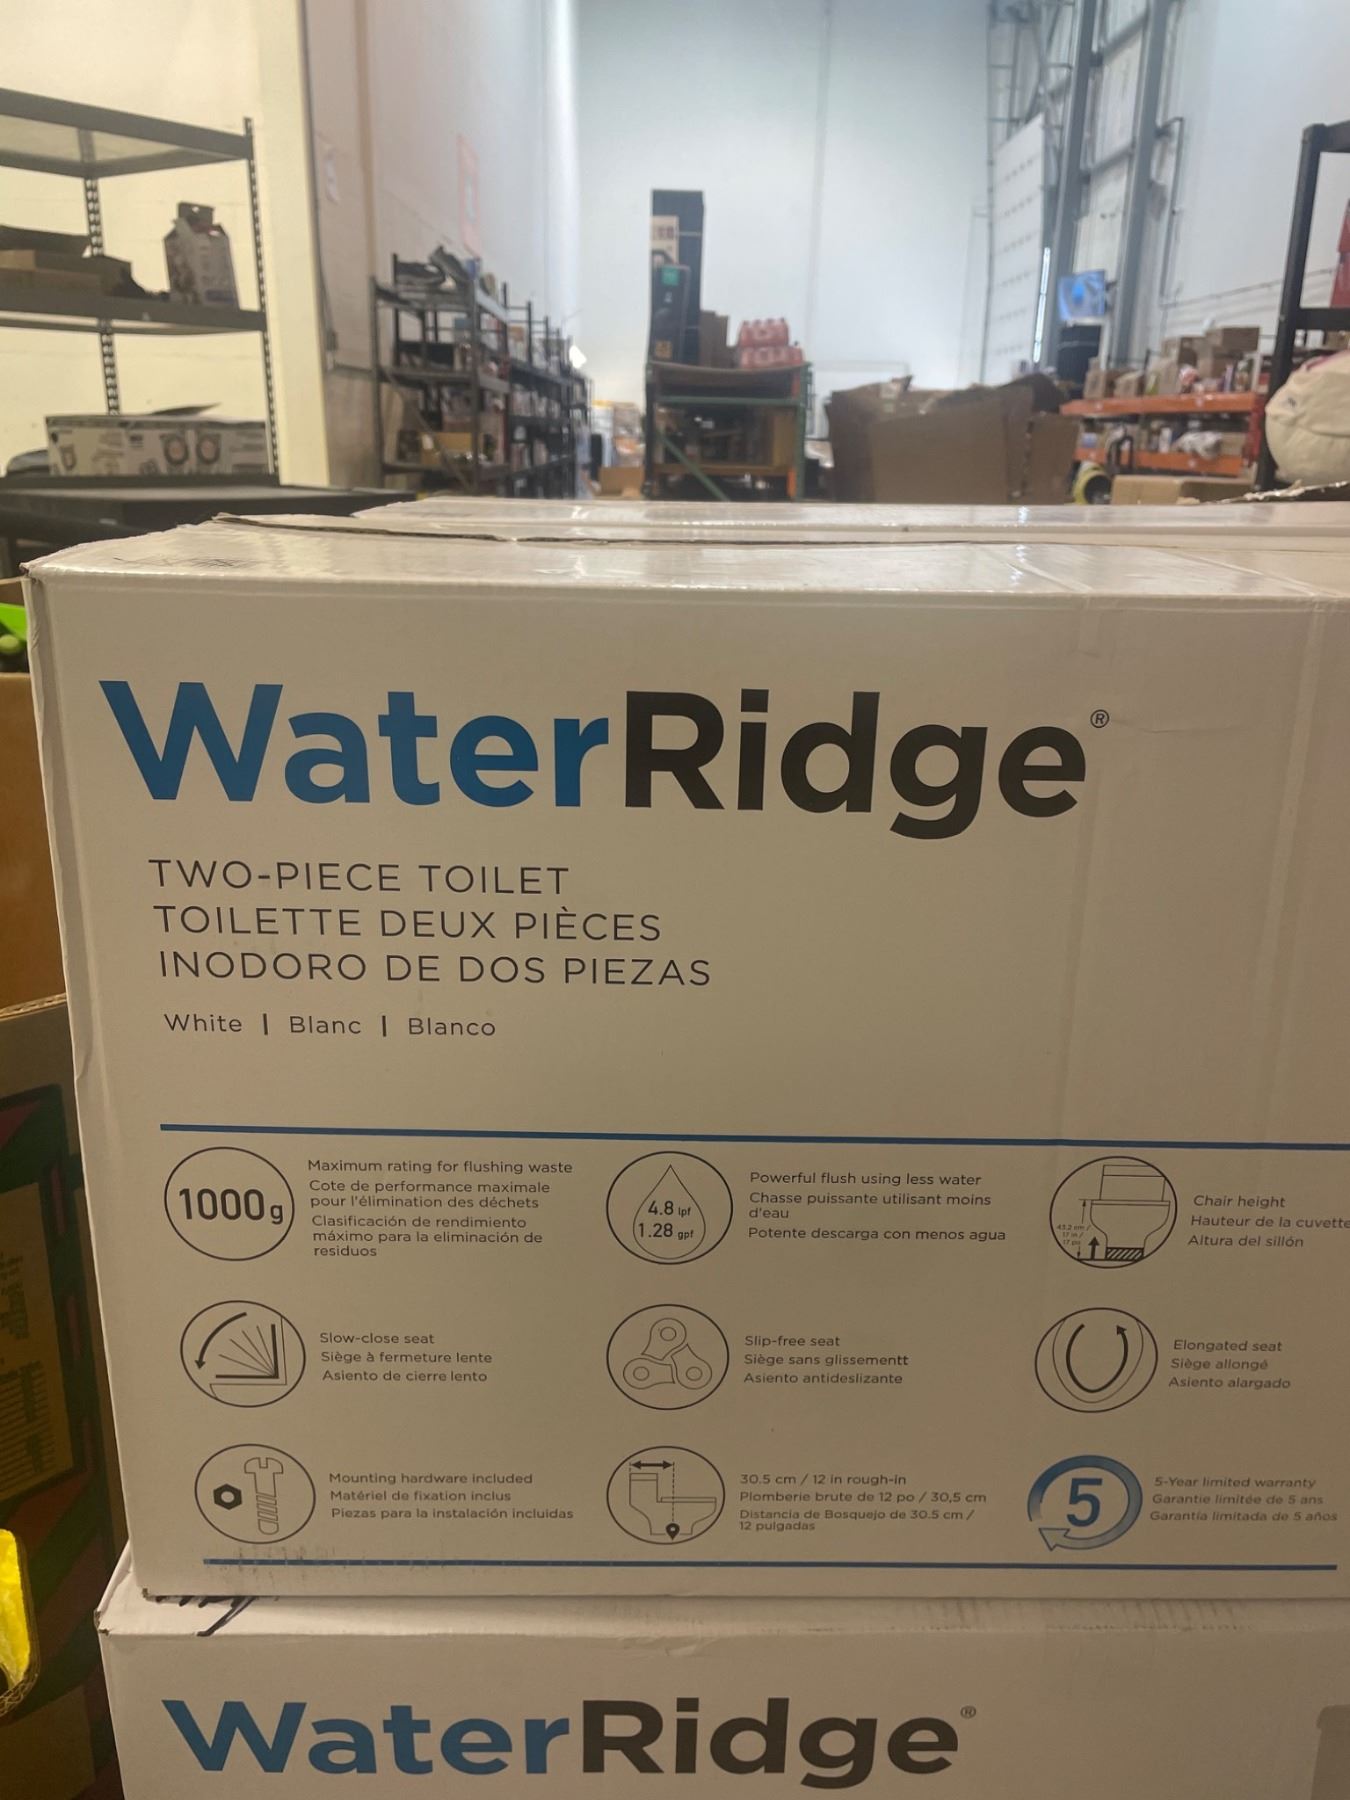 WaterRidge®
TWO-PIECE TOILET
TOILETTE DEUX PIÈCES
INODORO DE DOS PIEZAS
White | Blanc | Blanco
1000g
Maximum rating for flushing waste
Cote de performance maximale
pour l'élimination des déchets
Clasificación de rendimiento
máximo para la eliminación de
residuos
4.8 lpf
1.28 gpf
Powerful flush using less water
Chasse puissante utilisant moins
d'eau
Potente descarga con menos agua
43.2 cm /
17 in /
17 po
Chair height
Hauteur de la cuvette
Altura del sillón
Slow-close seat
Siège à fermeture lente
Asiento de cierre lento
Slip-free seat
Siège sans glissementt
Asiento antideslizante
Elongated seat
Siège allongé
Asiento alargado
Mounting hardware included
Matériel de fixation inclus
Piezas para la instalación incluidas
30.5 cm / 12 in rough-in
Plomberie brute de 12 po / 30,5 cm
Distancia de Bosquejo de 30.5 cm /
12 pulgadas
5
5-Year limited warranty
Garantie limitée de 5 ans
Garantía limitada de 5 años
WaterRidge®